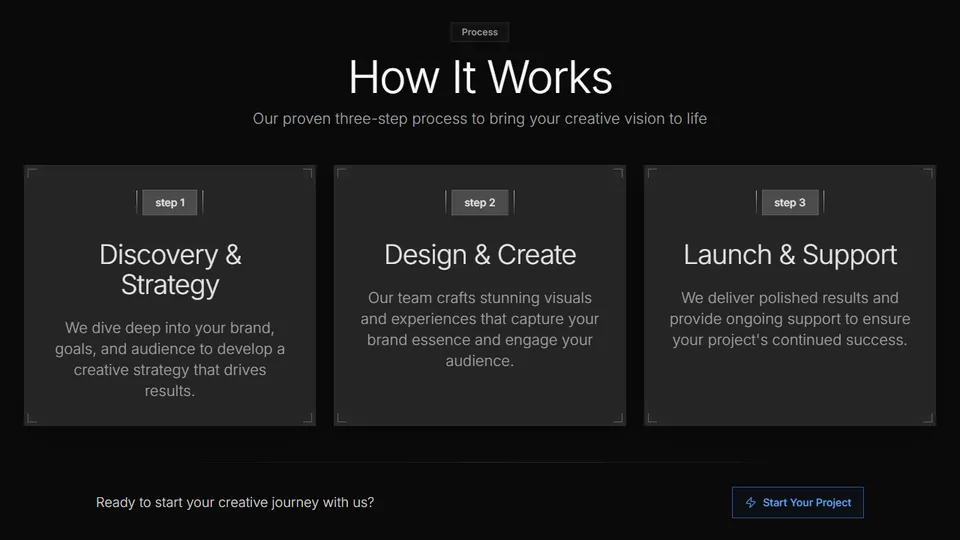 Process
How It Works
Our proven three-step process to bring your creative vision to life
step 1
Discovery &
Strategy
We dive deep into your brand,
goals, and audience to develop a
creative strategy that drives
results.
step 2
Design & Create
Our team crafts stunning visuals
and experiences that capture your
brand essence and engage your
audience.
step 3
Launch & Support
We deliver polished results and
provide ongoing support to ensure
your project's continued success.
Ready to start your creative journey with us?
Start Your Project